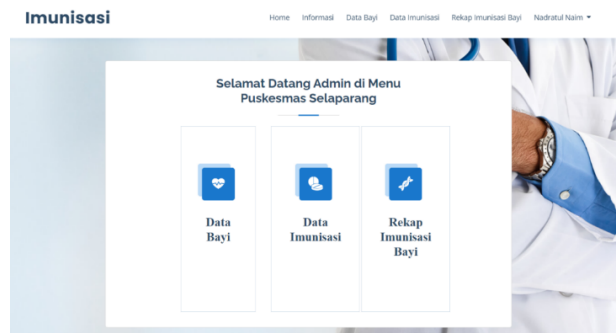 Imunisasi
Home Informasi Data Bayi Data Imunisasi Rekap Imunisasi Bayi Nadratul Naim
Selamat Datang Admin di Menu
Puskesmas Selaparang
Data
Bayi
Data
Imunisasi
Rekap
Imunisasi
Bayi